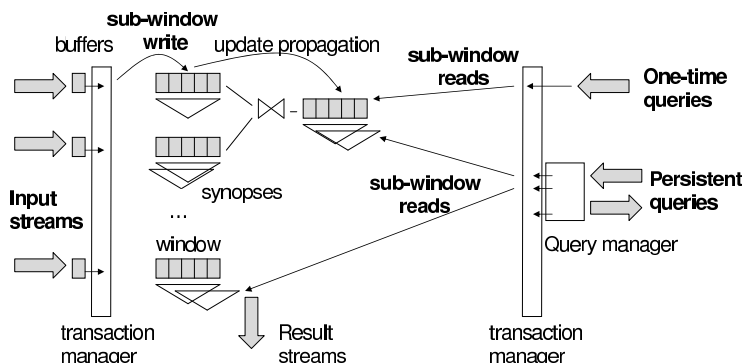 sub-window
write
buffers
update propagation
sub-window
reads
One-time
queries
synopses
sub-window
reads
Input
streams
Persistent
queries
...
window
Query manager
transaction
manager
Result
streams
transaction
manager